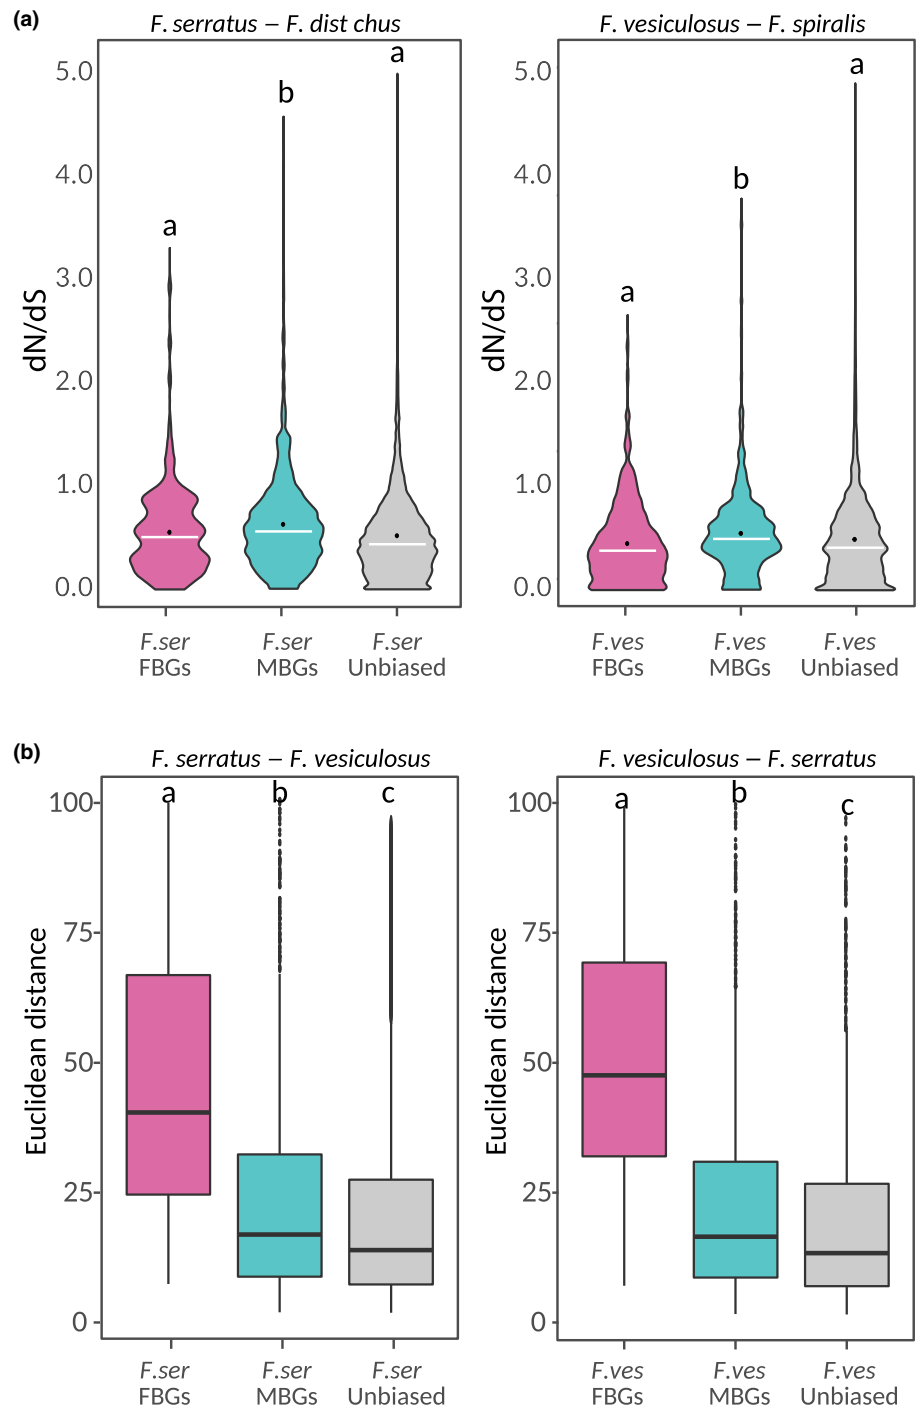 (a)
F. serratus – F. dist chus
F. vesiculosus – F. spiralis
dN/dS
5.0
4.0
3.0
2.0
1.0
0.0
a
b
a
F.ser
FBGs
F.ser
MBGs
F.ser
Unbiased
dN/dS
5.0
4.0
3.0
2.0
1.0
0.0
a
b
a
F.ves
FBGs
F.ves
MBGs
F.ves
Unbiased
(b)
F. serratus – F. vesiculosus
F. vesiculosus – F. serratus
Euclidean distance
100
75
50
25
0
a
b
c
F.ser
FBGs
F.ser
MBGs
F.ser
Unbiased
Euclidean distance
100
75
50
25
0
a
b
c
F.ves
FBGs
F.ves
MBGs
F.ves
Unbiased